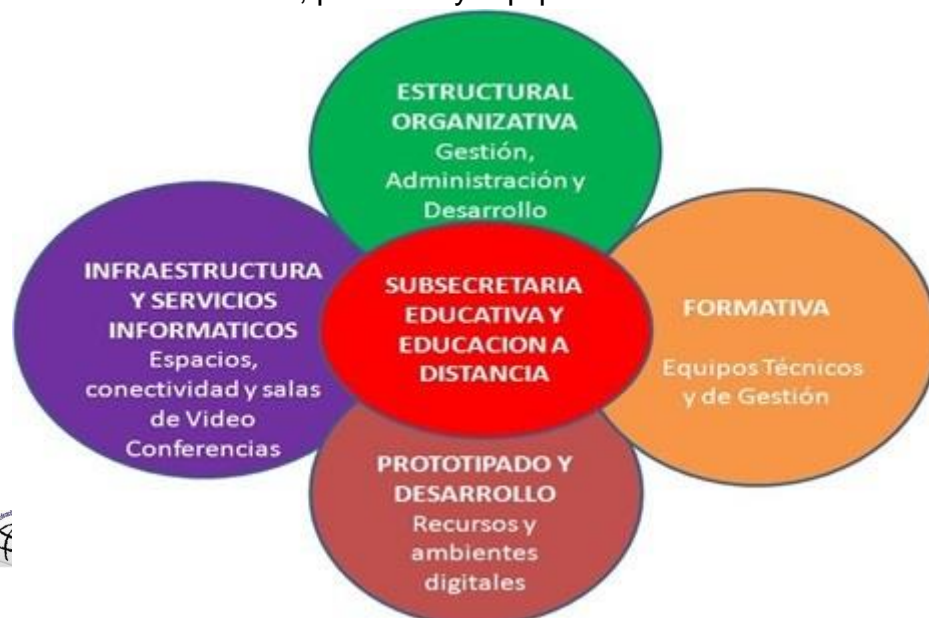 ESTRUCTURAL
ORGANIZATIVA
Gestión,
Administración y
Desarrollo
INFRAESTRUCTURA
Y SERVICIOS
INFORMATICOS
Espacios,
conectividad y salas
de Video
Conferencias
SUBSECRETARIA
EDUCATIVA Y
EDUCACION A
DISTANCIA
FORMATIVA
Equipos Técnicos
y de Gestión
PROTOTIPADO Y
DESARROLLO
Recursos y
ambientes
digitales